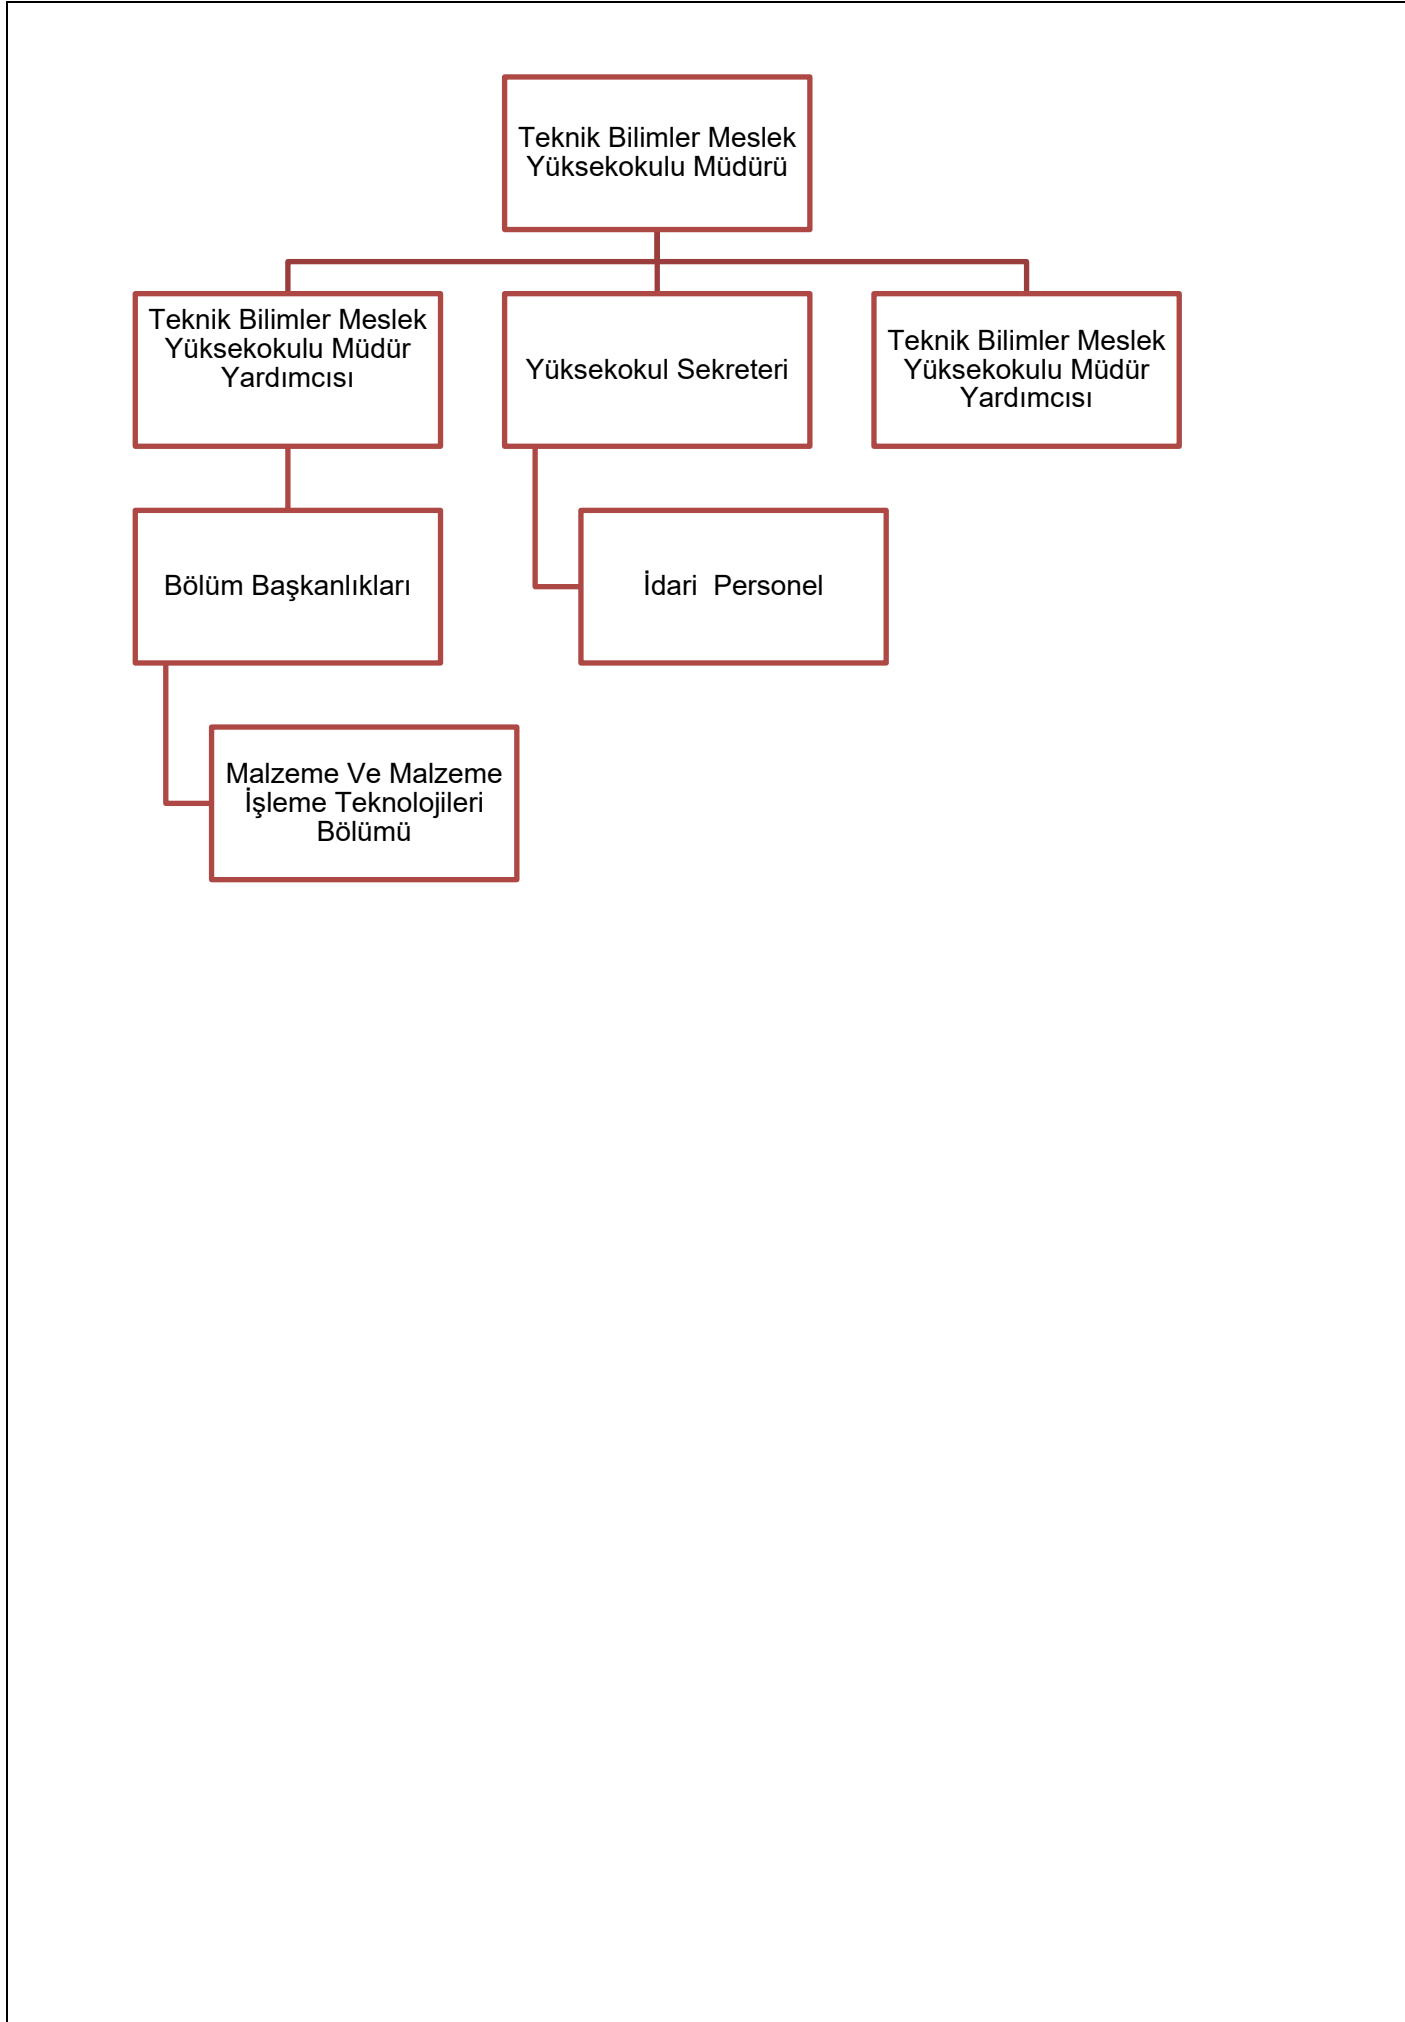 Teknik Bilimler Meslek
Yüksekokulu Müdürü
Teknik Bilimler Meslek
Yüksekokulu Müdür
Yardımcısı
Yüksekokul Sekreteri
Teknik Bilimler Meslek
Yüksekokulu Müdür
Yardımcısı
Bölüm Başkanlıkları
İdari  Personel
Malzeme Ve Malzeme
İşleme Teknolojileri
Bölümü